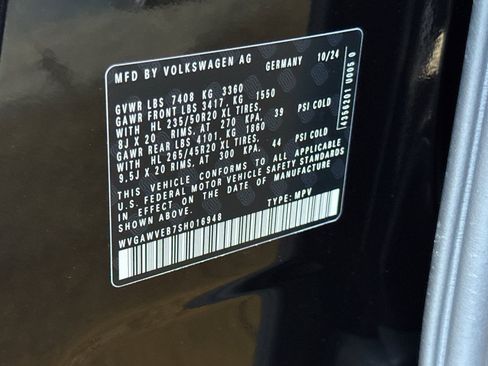 MFD BY VOLKSWAGEN AG GERMANY 10/24
GVWR LBS 7408 KG 3360
GAWR FRONT LBS 3417, KG 1550
WITH HL 235/50R20 XL TIRES,
8J X 20 RIMS, AT 270 KPA, 39 PSI COLD
GAWR REAR LBS 4101, KG 1860
WITH HL 265/45R20 XL TIRES,
9,5J X 20 RIMS, AT 300 KPA, 44 PSI COLD
THIS VEHICLE CONFORMS TO ALL APPLICABLE
U.S. FEDERAL MOTOR VEHICLE SAFETY STANDARDS
IN EFFECT ON THE DATE OF MANUFACTURE
SHOWN ABOVE.
WVGAWVEB7SH016948 TYPE: MPV
4356201 U005 0